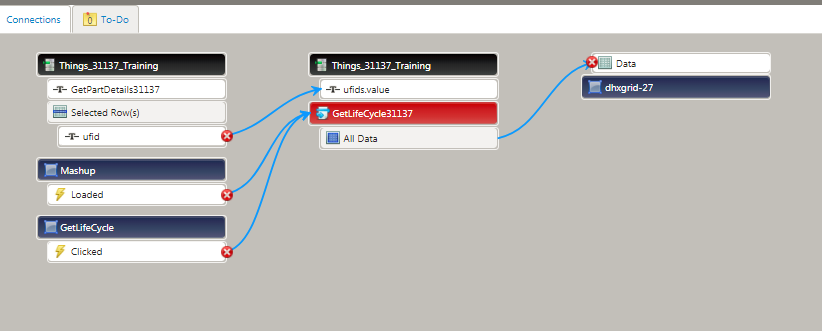 Connections
To-Do
Things_31137_Training
GetPartDetails31137
Selected Row(s)
ufid
Mashup
Loaded
GetLifeCycle
Clicked
Things_31137_Training
ufids.value
GetLifeCycle31137
All Data
Data
dhxgrid-27